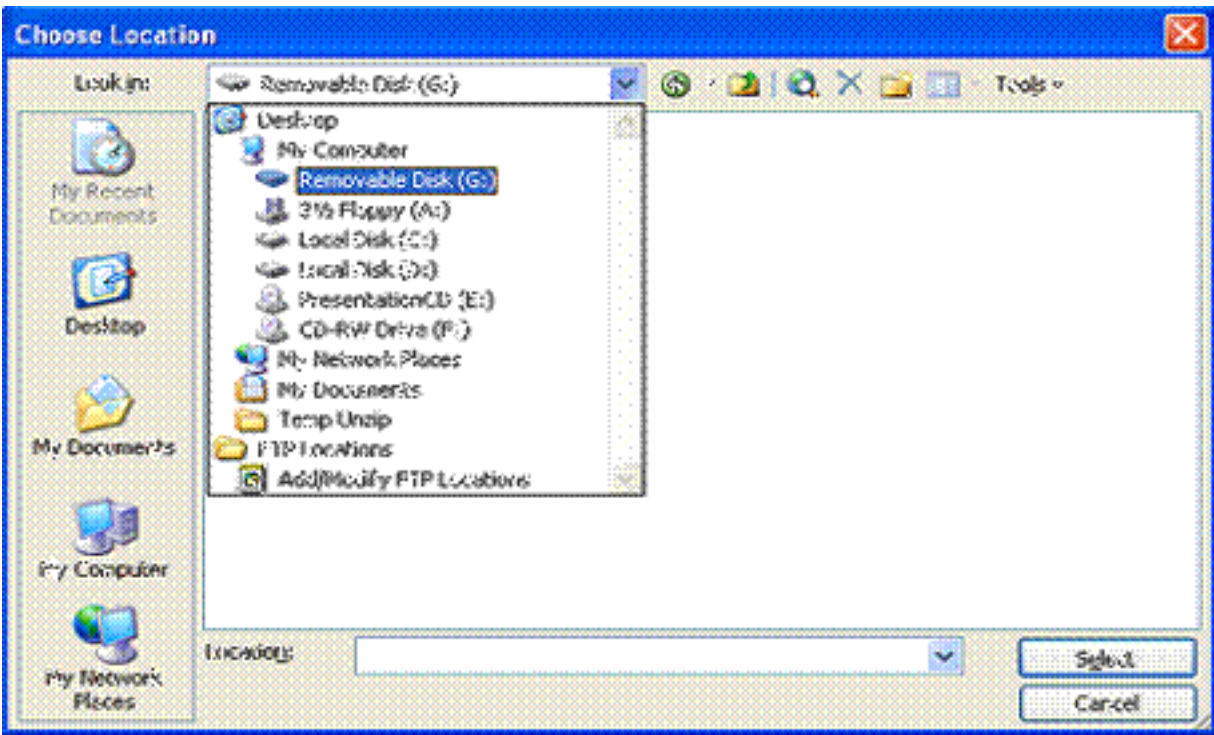 Choose Location
Look in:
Removable Disk (G:)
Tools
Desktop
My Computer
Removable Disk (G:)
3½ Floppy (A:)
Local Disk (C:)
Local Disk (D:)
PresentationCD (E:)
CD-RW Drive (F:)
My Network Places
My Documents
Temp Unzip
FTP Locations
Add/Modify FTP Locations
My Recent
Documents
Desktop
My Documents
My Computer
My Network
Places
Location:
Select
Cancel